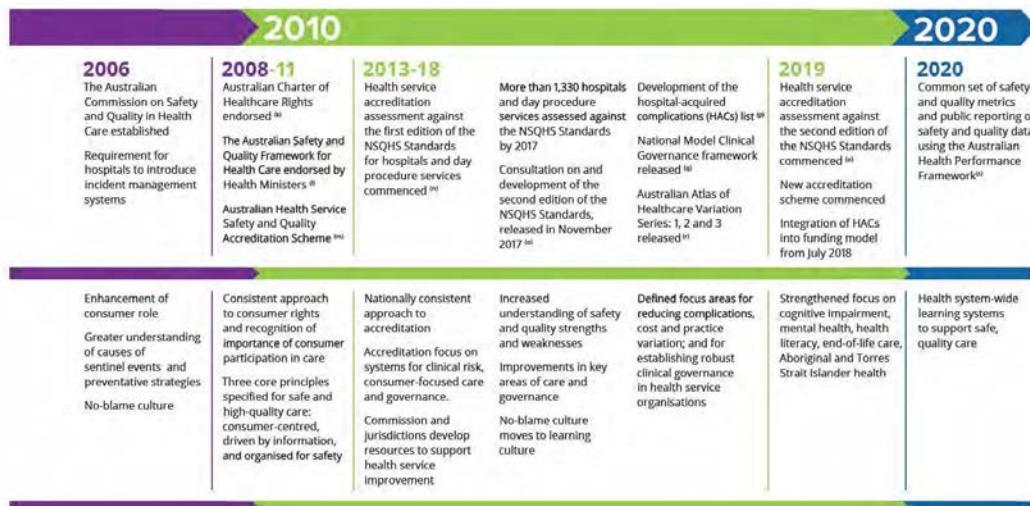 2010
2020
2006
The Australian
Commission on Safety
and Quality in Health
Care established
Requirement for
hospitals to introduce
incident management
systems
2008-11
Australian Charter of
Healthcare Rights
endorsed
The Australian Safety and
Quality Framework for
Health Care endorsed by
Health Ministers
Australian Health Service
Safety and Quality
Accreditation Scheme
2013-18
Health service
accreditation
assessment against
the first edition of the
NSQHS Standards
for hospitals and day
procedure services
commenced
More than 1,330 hospitals
and day procedure
services assessed against
the NSQHS Standards
by 2017
Consultation on and
development of the
second edition of the
NSQHS Standards,
released in November
2017
Development of the
hospital-acquired
complications (HACs) list
National Model Clinical
Governance framework
released (q)
Australian Atlas of
Healthcare Variation
Series: 1, 2 and 3
released (r)
2019
Health service
accreditation
assessment against
the second edition of
the NSQHS Standards
commenced
New accreditation
scheme commenced
Integration of HACs
into funding model
from July 2018
2020
Common set of safety
and quality metrics
and public reporting o
safety and quality data
using the Australian
Health Performance
Framework
Enhancement of
consumer role
Greater understanding
of causes of
sentinel events and
preventative strategies
No-blame culture
Consistent approach
to consumer rights
and recognition of
importance of consumer
participation in care
Three core principles
specified for safe and
high-quality care:
consumer-centred,
driven by information,
and organised for safety
Nationally consistent
approach to
accreditation
Accreditation focus on
systems for clinical risk,
consumer-focused care
and governance.
Commission and
jurisdictions develop
resources to support
health service
improvement
Increased
understanding of safety
and quality strengths
and weaknesses
Improvements in key
areas of care and
governance
No-blame culture
moves to learning
culture
Defined focus areas for
reducing complications,
cost and practice
variation; and for
establishing robust
clinical governance
in health service
organisations
Strengthened focus on
cognitive impairment,
mental health, health
literacy, end-of-life care,
Aboriginal and Torres
Strait Islander health
Health system-wide
learning systems
to support safe,
quality care